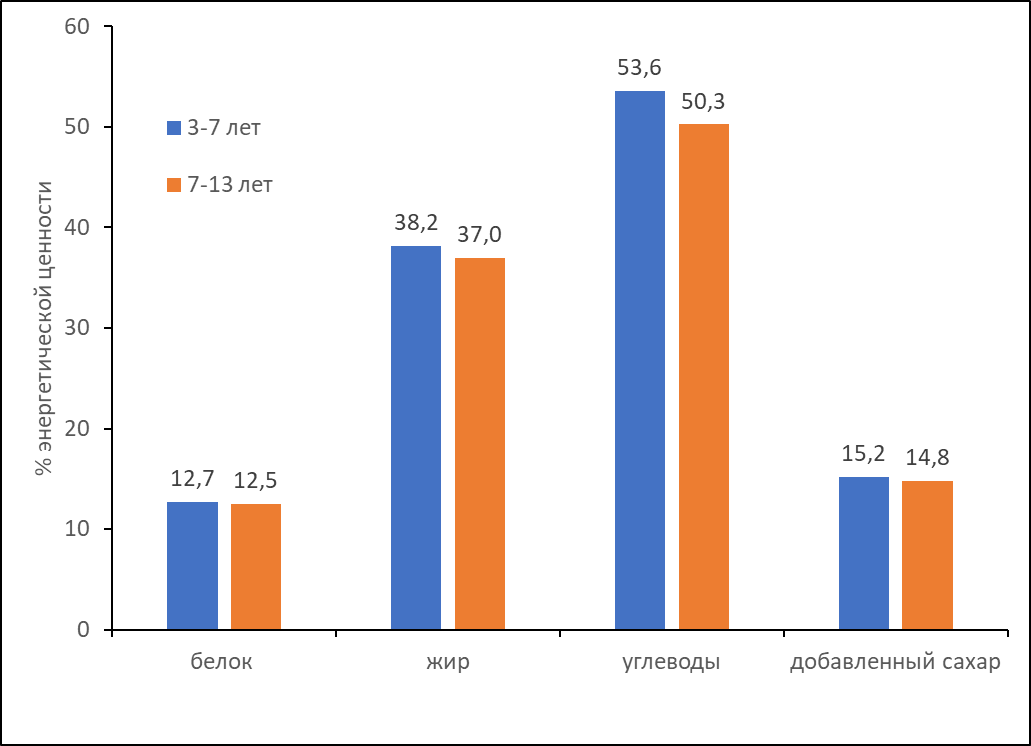 60
50
40
30
20
10
0
% энергетической ценности
3-7 лет
7-13 лет
12,7
12,5
38,2
37,0
53,6
50,3
15,2
14,8
белок
жир
углеводы
добавленный сахар